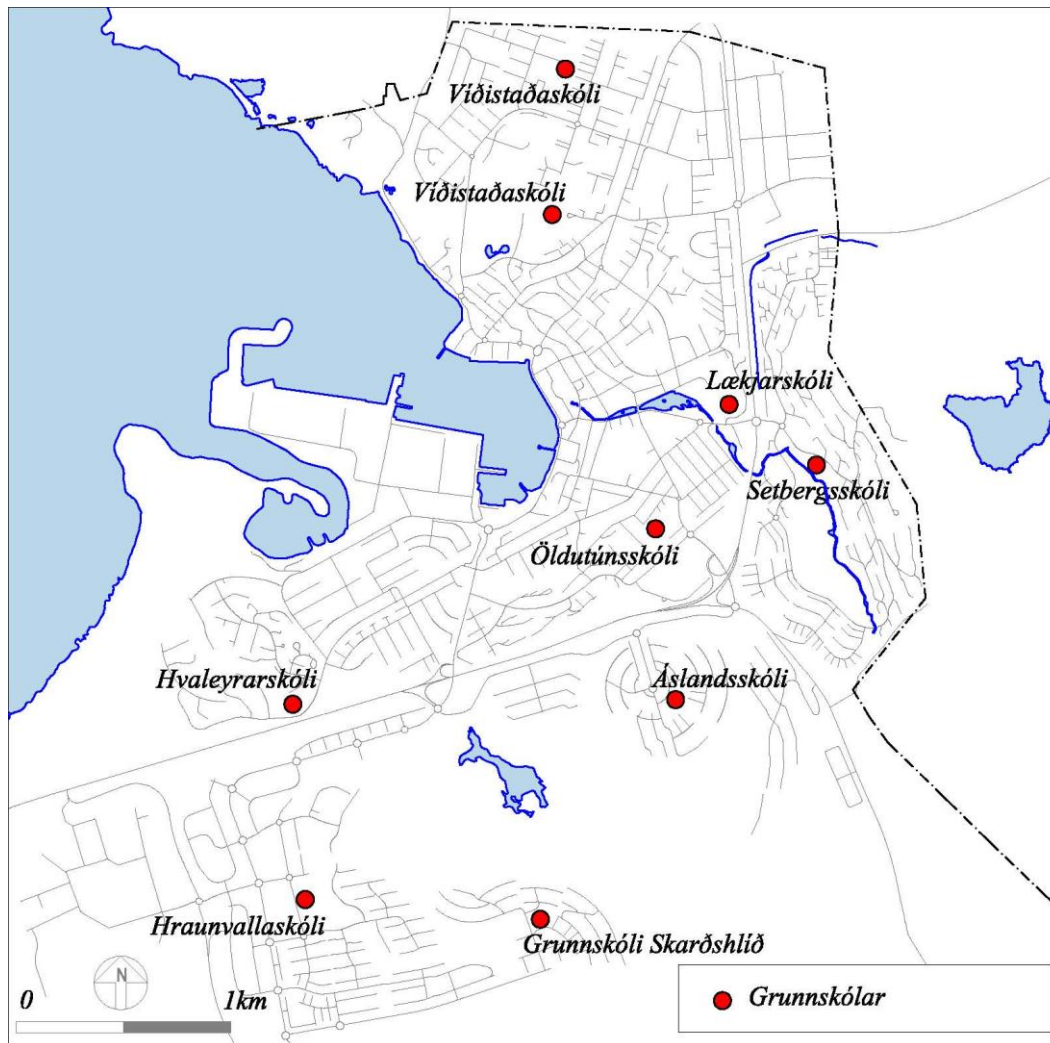 Víðistaðaskóli
Víðistaðaskóli
Lækjarskóli
Setbergsskóli
Öldutúnsskóli
Hvaleyrarskóli
Áslandsskóli
Hraunvallaskóli
Grunnskóli Skarðshlíð
N
0 1km
Grunnskólar